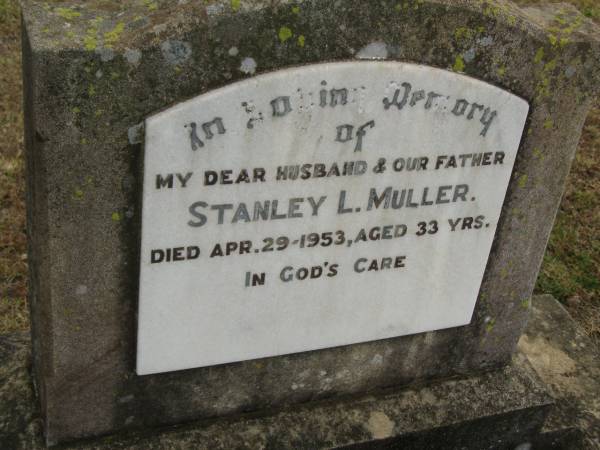 In Loving Memory
of
MY DEAR HUSBAND & OUR FATHER
STANLEY L. MULLER.
DIED APR. 29-1953, AGED 33 YRS.
IN GOD'S CARE